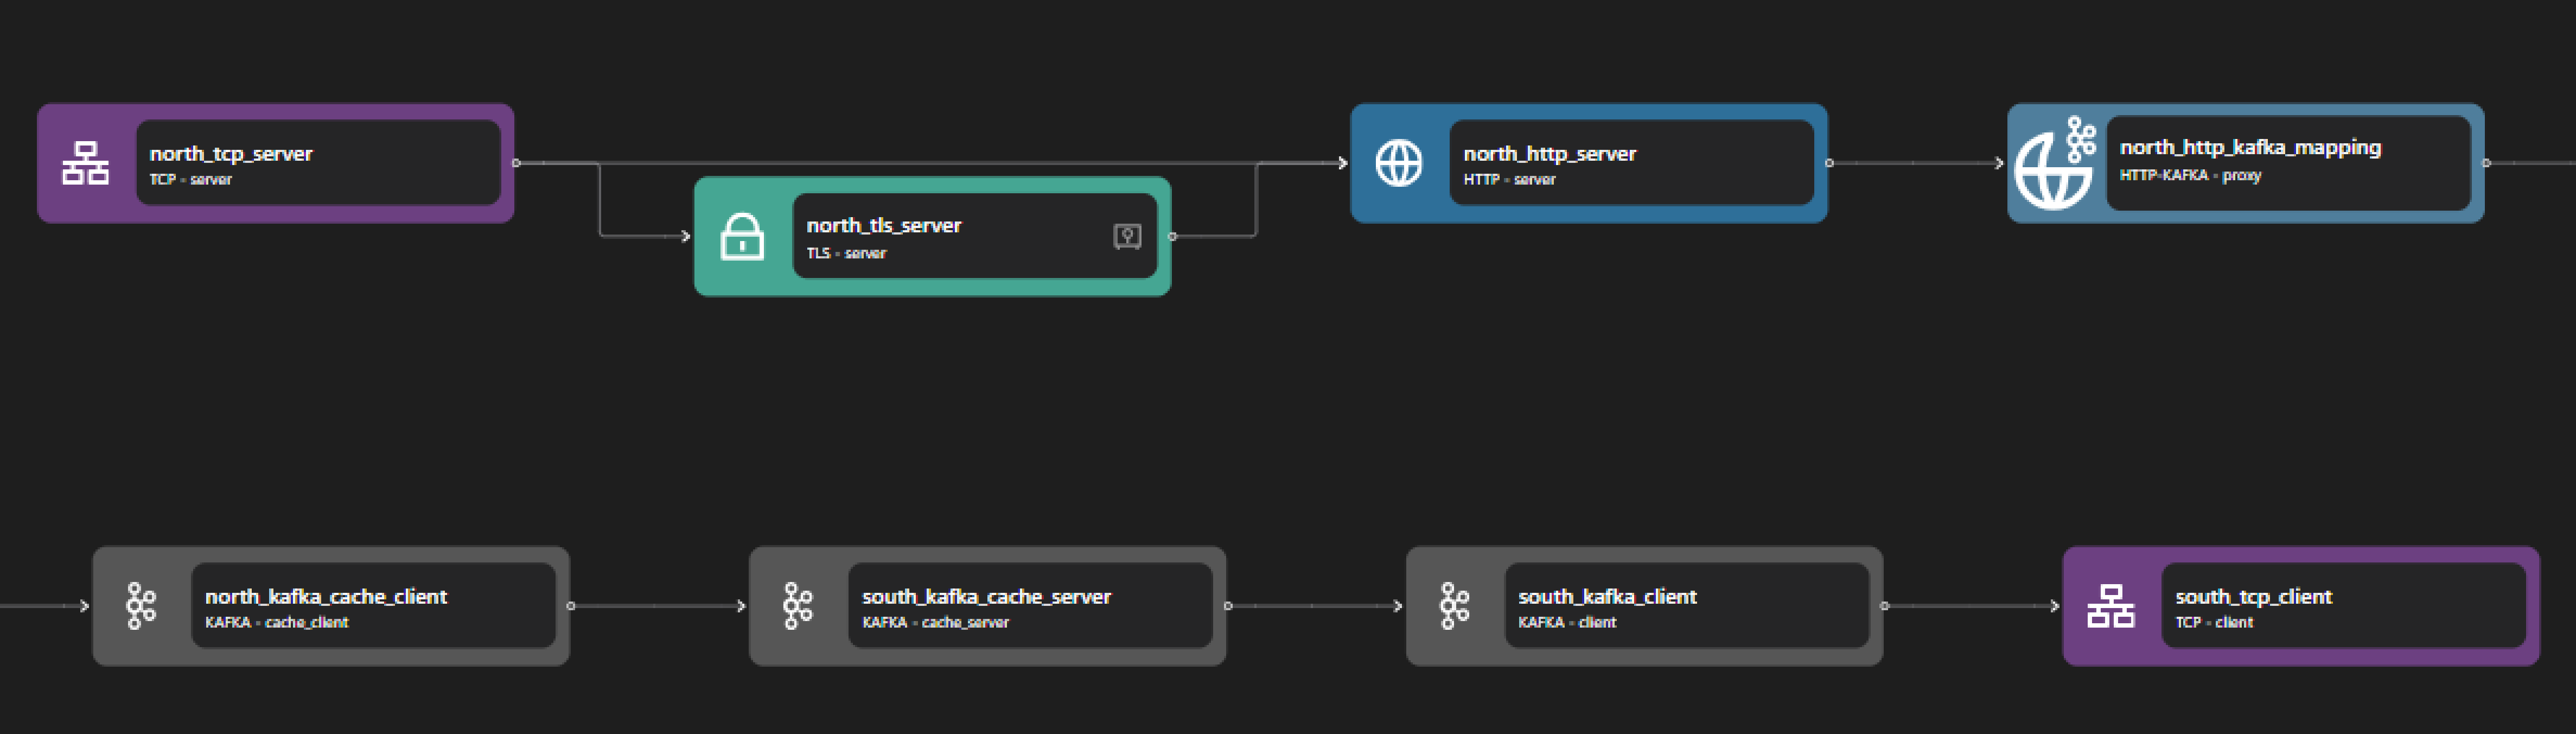 north_tcp_server
TCP - server
north_tls_server
TLS - server
north_http_server
HTTP - server
north_http_kafka_mapping
HTTP-KAFKA - proxy
north_kafka_cache_client
KAFKA - cache_client
south_kafka_cache_server
KAFKA - cache_server
south_kafka_client
KAFKA - client
south_tcp_client
TCP - client